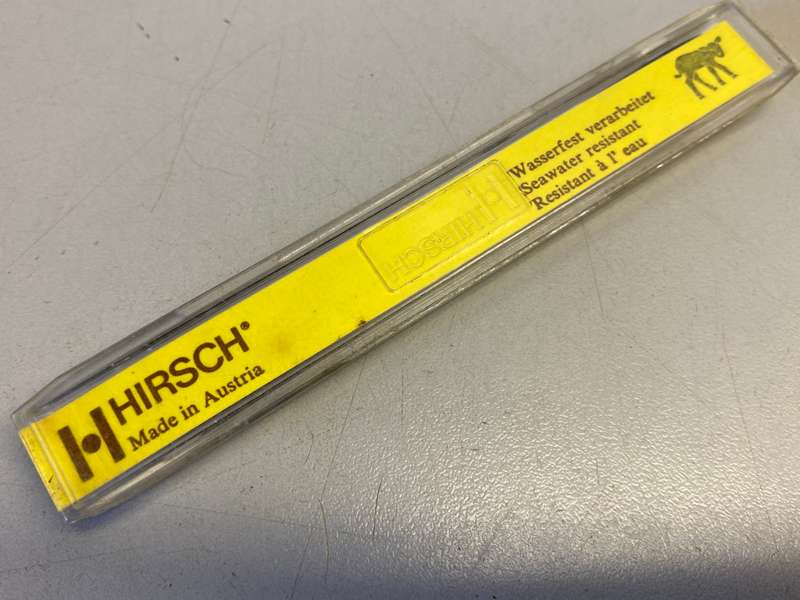 H HIRSCH®
Made in Austria
H HIRSCH
Wasserfest verarbeitet
Seawater resistant
Resistant à l' eau